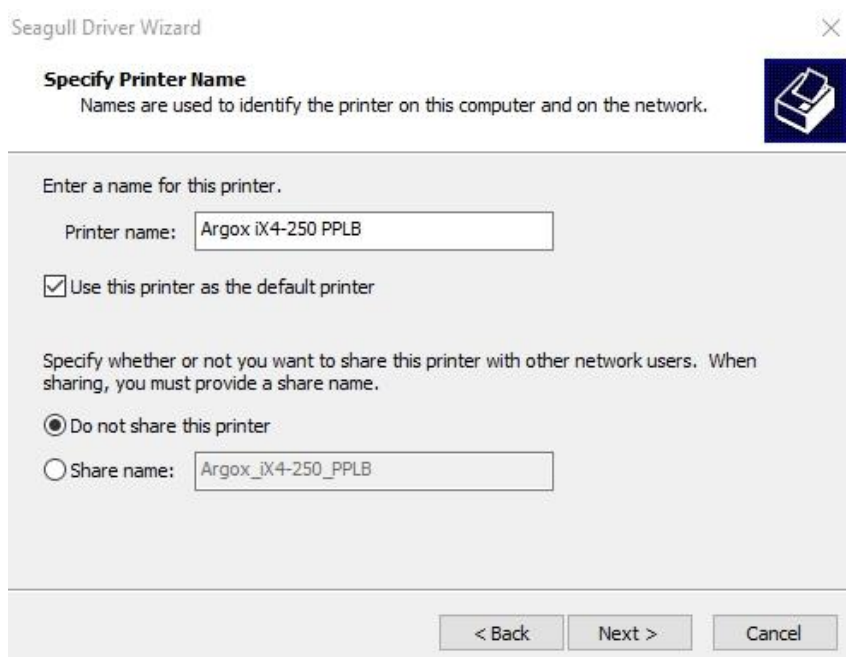 Seagull Driver Wizard
Specify Printer Name
Names are used to identify the printer on this computer and on the network.
Enter a name for this printer.
Printer name: Argox iX4-250 PPLB
Use this printer as the default printer
Specify whether or not you want to share this printer with other network users. When
sharing, you must provide a share name.
Do not share this printer
Share name: Argox_iX4-250_PPLB
< Back Next > Cancel